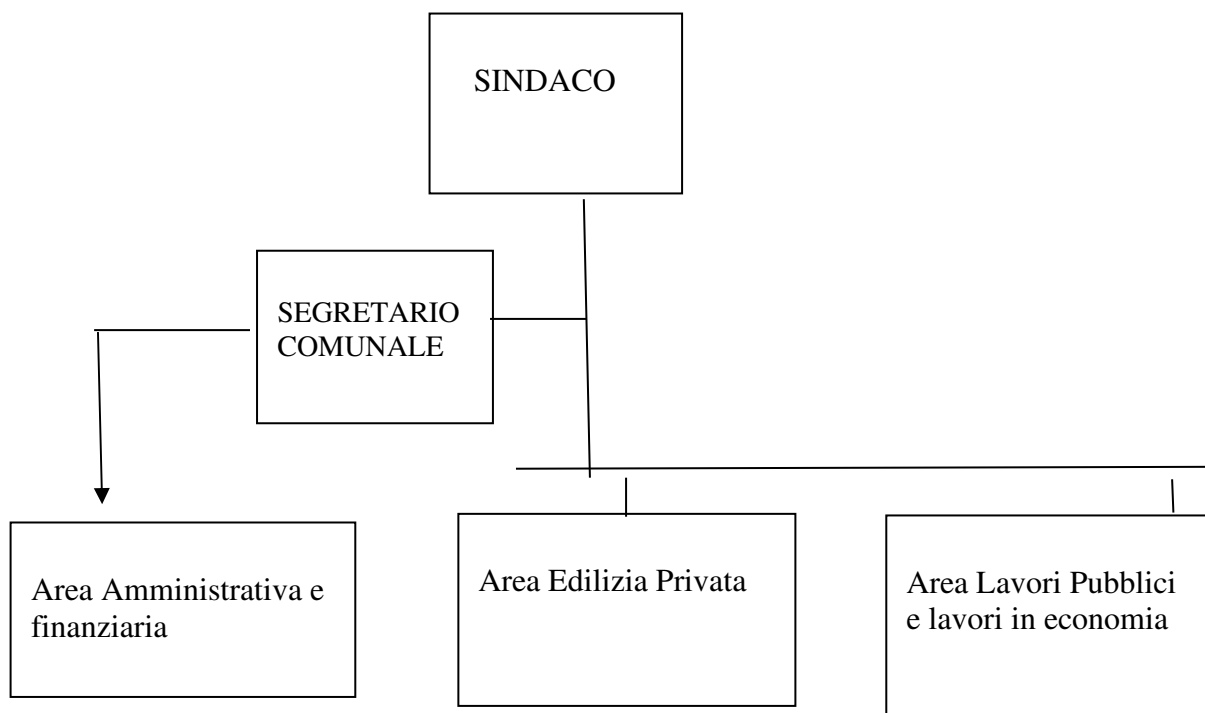 SINDACO
SEGRETARIO
COMUNALE
Area Amministrativa e
finanziaria
Area Edilizia Privata
Area Lavori Pubblici
e lavori in economia